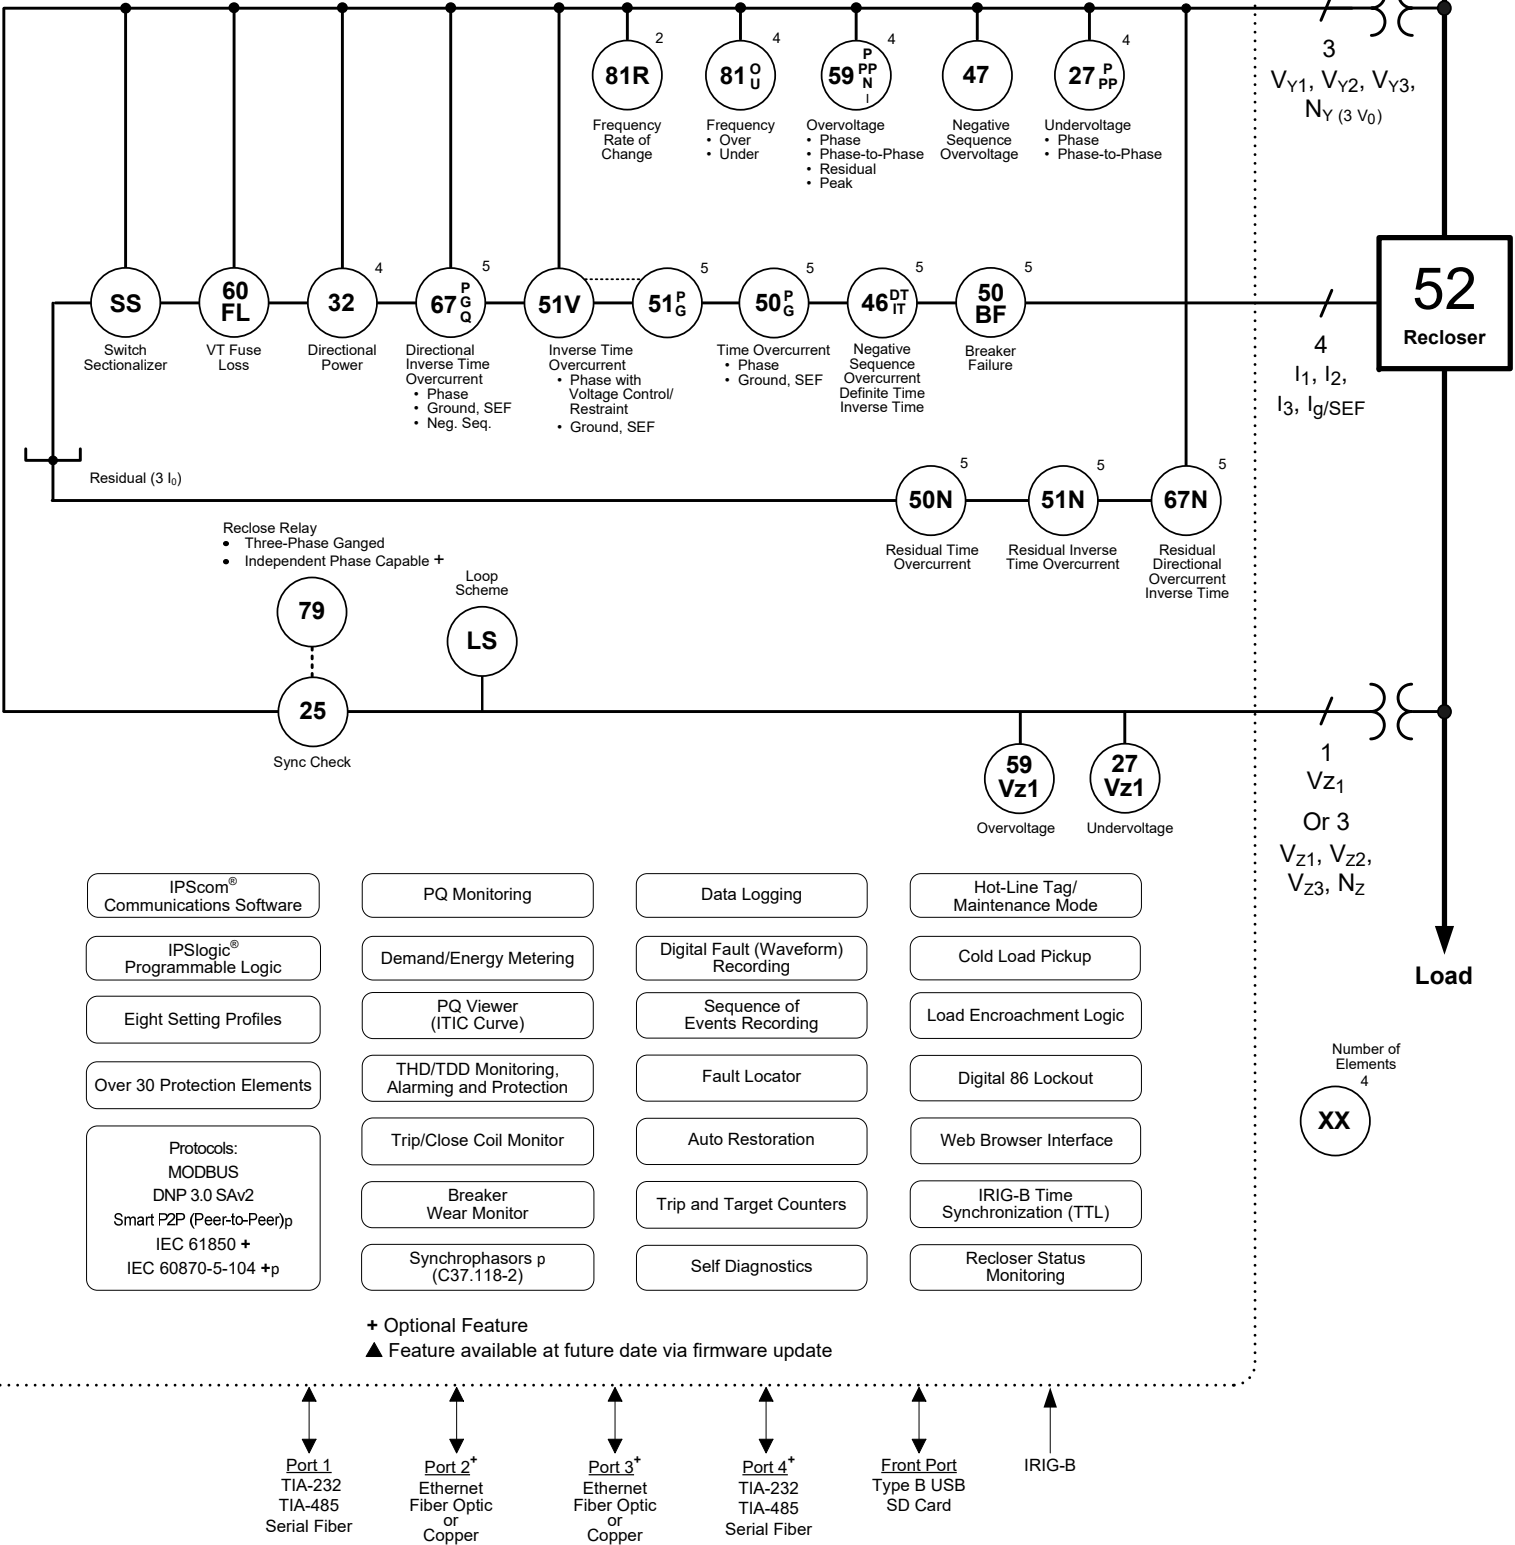 2
81R
Frequency
Rate of
Change
4
81 O
U
Frequency
• Over
• Under
4
59 P
PP
N
I
Overvoltage
• Phase
• Phase-to-Phase
• Residual
• Peak
47
Negative
Sequence
Overvoltage
4
27 P
PP
Undervoltage
• Phase
• Phase-to-Phase
3
VY1, VY2, VY3,
NY (3 V0)
SS
Switch
Sectionalizer
60
FL
VT Fuse
Loss
4
32
Directional
Power
5
67 P
G
Q
Directional
Inverse Time
Overcurrent
• Phase
• Ground, SEF
• Neg. Seq.
51V
Inverse Time
Overcurrent
• Phase with
Voltage Control/
Restraint
• Ground, SEF
5
51 P
G
5
50 P
G
Time Overcurrent
• Phase
• Ground, SEF
5
46 DT
IT
Negative
Sequence
Overcurrent
Definite Time
Inverse Time
5
50
BF
Breaker
Failure
52
Recloser
4
I1, I2,
I3, Ig/SEF
Residual (3 I0)
5
50N
Residual Time
Overcurrent
5
51N
Residual Inverse
Time Overcurrent
5
67N
Residual
Directional
Overcurrent
Inverse Time
Reclose Relay
• Three-Phase Ganged
• Independent Phase Capable +
79
Loop
Scheme
LS
25
Sync Check
59
Vz1
Overvoltage
27
Vz1
Undervoltage
1
VZ1
Or 3
VZ1, VZ2,
VZ3, NZ
Load
IPScom®
Communications Software
IPSlogic®
Programmable Logic
Eight Setting Profiles
Over 30 Protection Elements
Protocols:
MODBUS
DNP 3.0 SAv2
Smart P2P (Peer-to-Peer)p
IEC 61850 +
IEC 60870-5-104 +p
PQ Monitoring
Demand/Energy Metering
PQ Viewer
(ITIC Curve)
THD/TDD Monitoring,
Alarming and Protection
Trip/Close Coil Monitor
Breaker
Wear Monitor
Synchrophasors p
(C37.118-2)
Data Logging
Digital Fault (Waveform)
Recording
Sequence of
Events Recording
Fault Locator
Auto Restoration
Trip and Target Counters
Self Diagnostics
Hot-Line Tag/
Maintenance Mode
Cold Load Pickup
Load Encroachment Logic
Digital 86 Lockout
Web Browser Interface
IRIG-B Time
Synchronization (TTL)
Recloser Status
Monitoring
Number of
Elements
4
XX
+ Optional Feature
▲ Feature available at future date via firmware update
Port 1
TIA-232
TIA-485
Serial Fiber
Port 2+
Ethernet
Fiber Optic
or
Copper
Port 3+
Ethernet
Fiber Optic
or
Copper
Port 4+
TIA-232
TIA-485
Serial Fiber
Front Port
Type B USB
SD Card
IRIG-B